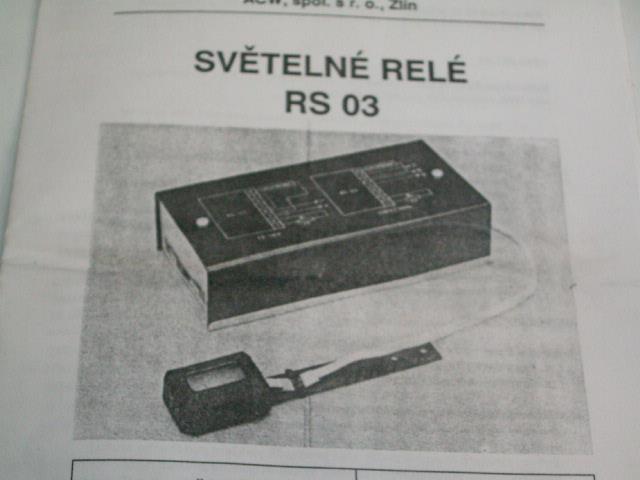 ACW, spol. s r. o., Zlín
SVĚTELNÉ RELÉ
RS 03